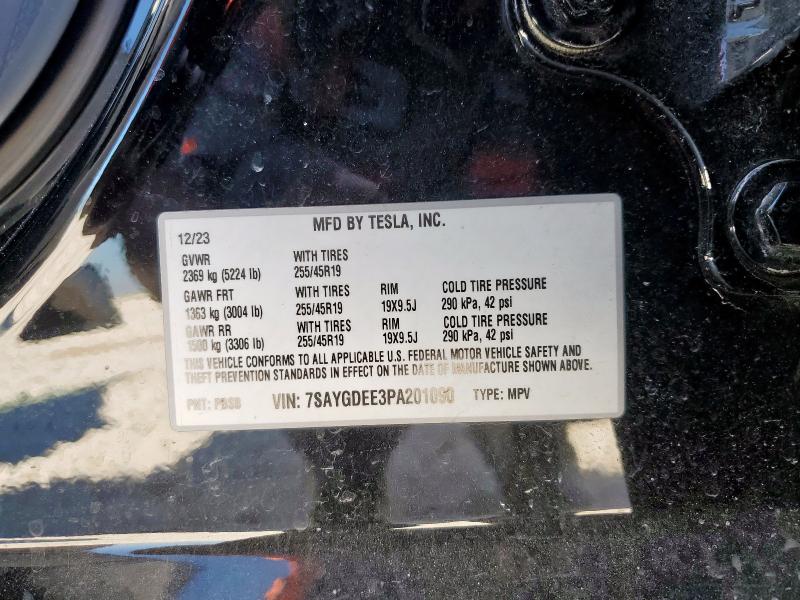 MFD BY TESLA, INC.
12/23
GVWR WITH TIRES
2369 kg (5224 lb) 255/45R19
GAWR FRT WITH TIRES RIM COLD TIRE PRESSURE
1363 kg (3004 lb) 255/45R19 19X9.5J 290 kPa, 42 psi
GAWR RR WITH TIRES RIM COLD TIRE PRESSURE
1500 kg (3306 lb) 255/45R19 19X9.5J 290 kPa, 42 psi
THIS VEHICLE CONFORMS TO ALL APPLICABLE U.S. FEDERAL MOTOR VEHICLE SAFETY AND
THEFT PREVENTION STANDARDS IN EFFECT ON THE DATE OF MANUFACTURE SHOWN ABOVE.
PNT: PBSB VIN: 7SAYGDEE3PA201090 TYPE: MPV